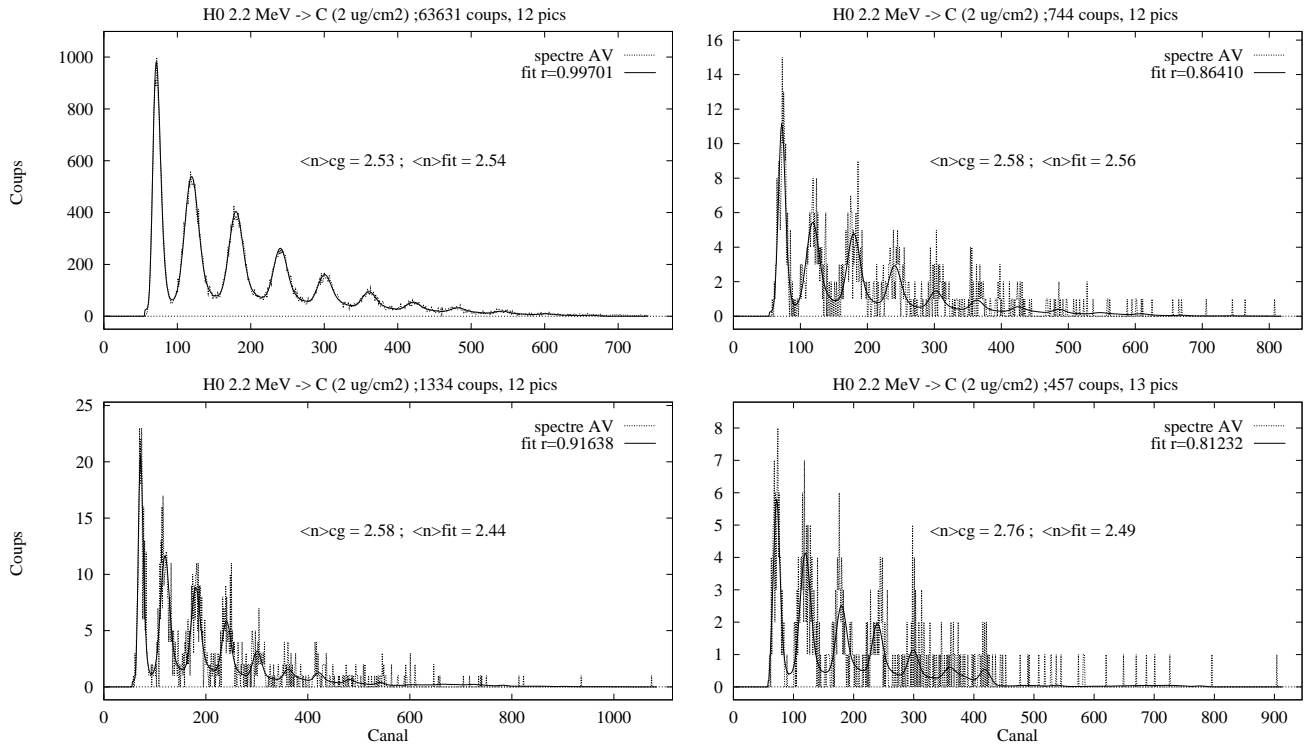 H0 2.2 MeV -> C (2 ug/cm2) ;63631 coups, 12 pics
spectre AV
fit r=0.99701
<n>cg = 2.53 ; <n>fit = 2.54
Coups
1000
800
600
400
200
0
0 100 200 300 400 500 600 700
H0 2.2 MeV -> C (2 ug/cm2) ;744 coups, 12 pics
spectre AV
fit r=0.86410
<n>cg = 2.58 ; <n>fit = 2.56
16
14
12
10
8
6
4
2
0
0 100 200 300 400 500 600 700 800
H0 2.2 MeV -> C (2 ug/cm2) ;1334 coups, 12 pics
spectre AV
fit r=0.91638
<n>cg = 2.58 ; <n>fit = 2.44
Coups
25
20
15
10
5
0
0 200 400 600 800 1000
Canal
H0 2.2 MeV -> C (2 ug/cm2) ;457 coups, 13 pics
spectre AV
fit r=0.81232
<n>cg = 2.76 ; <n>fit = 2.49
8
7
6
5
4
3
2
1
0
0 100 200 300 400 500 600 700 800 900
Canal